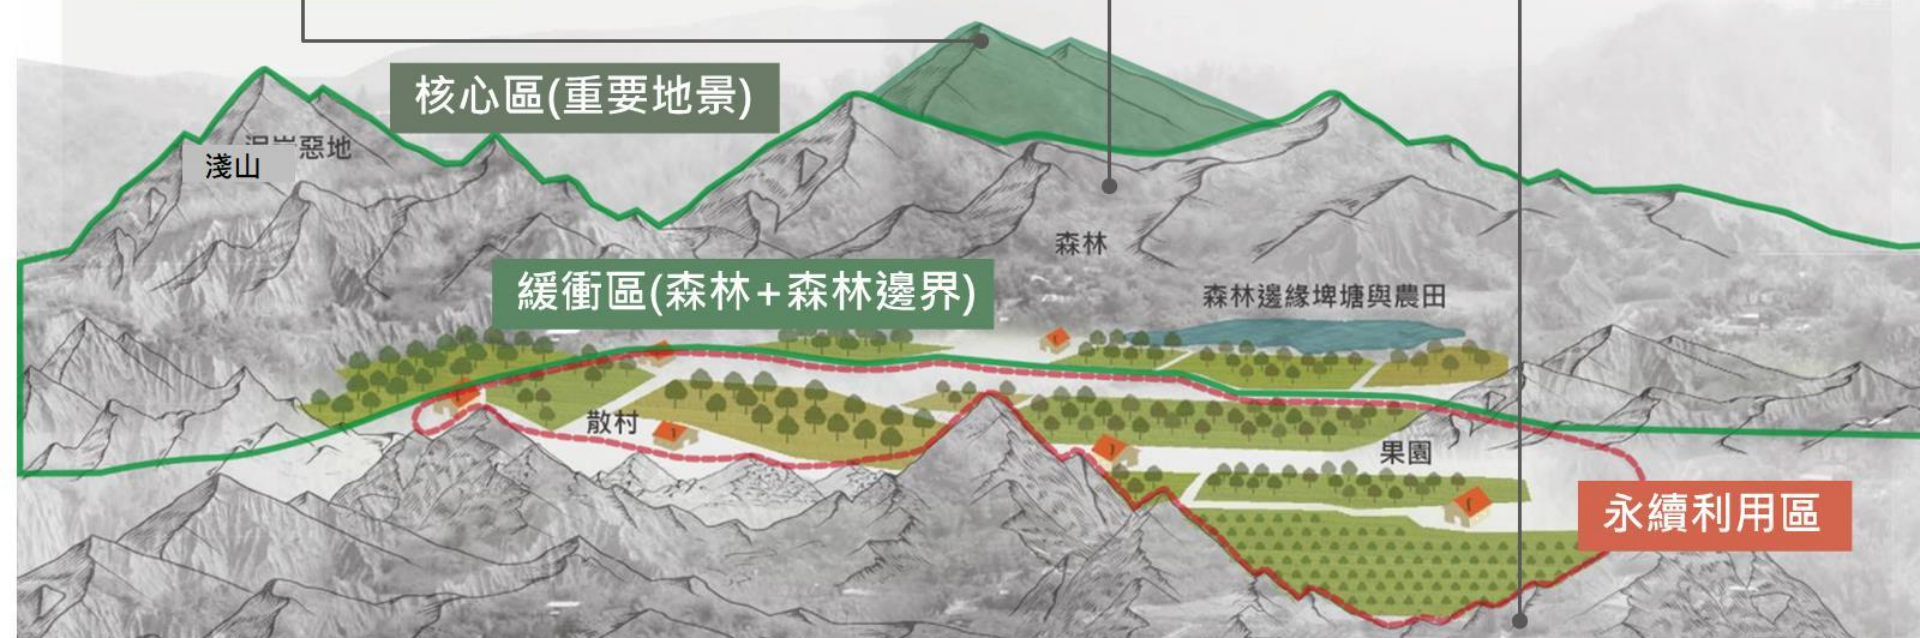 核心區(重要地景)
惡地
淺山
森林
緩衝區(森林+森林邊界)
森林邊緣埤塘與農田
散村
果園
永續利用區